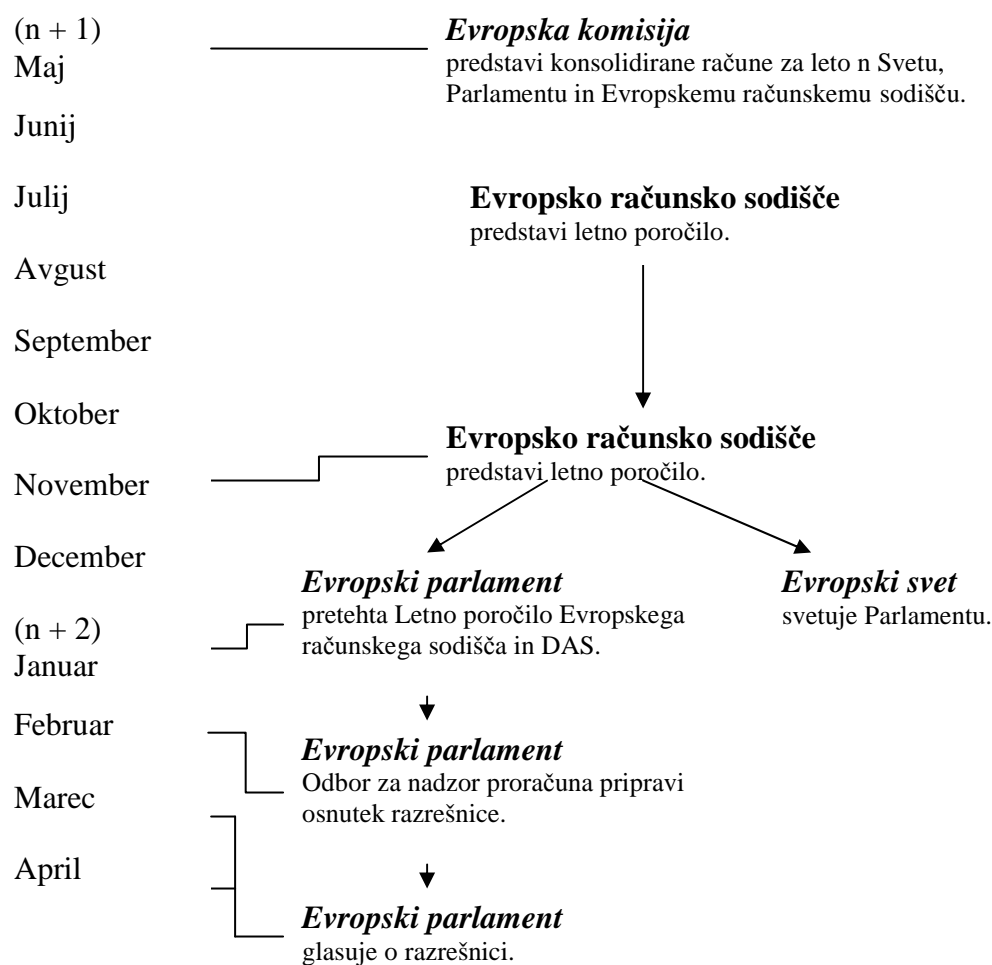 (n + 1)
Maj
Evropska komisija
predstavi konsolidirane račune za leto n Svetu,
Parlamentu in Evropskemu računskemu sodišču.
Junij
Julij
Evropsko računsko sodišče
predstavi letno poročilo.
Avgust
September
Oktober
Evropsko računsko sodišče
predstavi letno poročilo.
November
December
Evropski parlament
pretehta Letno poročilo Evropskega
računskega sodišča in DAS.
Evropski svet
svetuje Parlamentu.
(n + 2)
Januar
Februar
Evropski parlament
Odbor za nadzor proračuna pripravi
osnutek razrešnice.
Marec
April
Evropski parlament
glasuje o razrešnici.